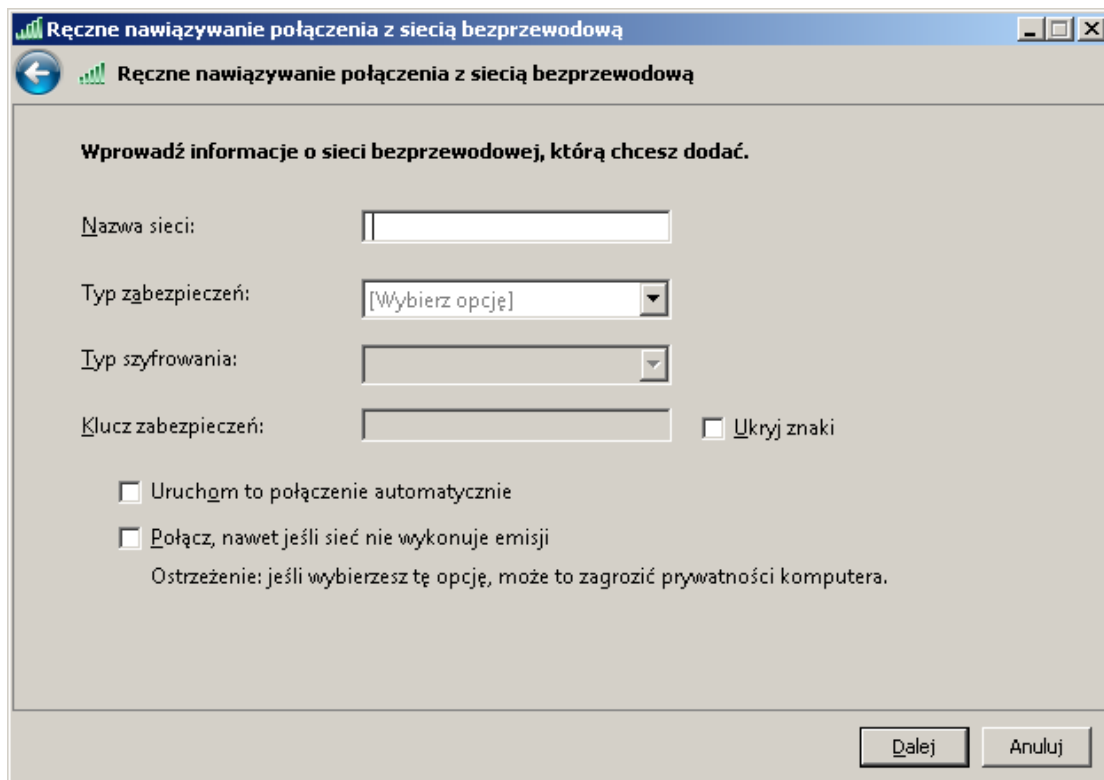 Ręczne nawiązywanie połączenia z siecią bezprzewodową
Ręczne nawiązywanie połączenia z siecią bezprzewodową
Wprowadź informacje o sieci bezprzewodowej, którą chcesz dodać.
Nazwa sieci:
Typ zabezpieczeń: [Wybierz opcję]
Typ szyfrowania:
Klucz zabezpieczeń: Ukryj znaki
Uruchom to połączenie automatycznie
Połącz, nawet jeśli sieć nie wykonuje emisji
Ostrzeżenie: jeśli wybierzesz tę opcję, może to zagrozić prywatności komputera.
Dalej Anuluj